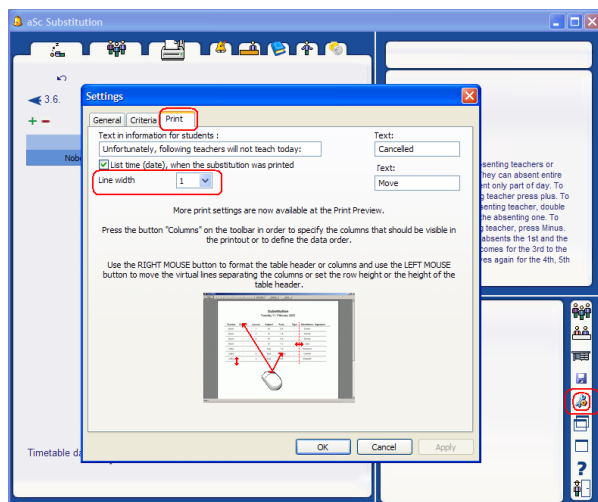 aSc Substitution
3.6.
Settings
General Criteria Print
Text in information for students : Text:
Unfortunately, following teachers will not teach today: Cancelled
List time (date), when the substitution was printed Text:
Line width 1 Move
More print settings are now available at the Print Preview.
Press the button "Columns" on the toolbar in order to specify the columns that should be visible in
the printout or to define the data order.
Use the RIGHT MOUSE button to format the table header or columns and use the LEFT MOUSE
button to move the virtual lines separating the columns or set the row height or the height of the
table header.
Substitution
OK Cancel Apply
Nob
senting teachers or
hey can absent entire
ent only part of day. To
g teacher press plus. To
senting teacher, double
the absenting one. To
g teacher, press Minus.
absents the 1st and the
comes for the 3rd to the
ves again for the 4th, 5th
Timetable da